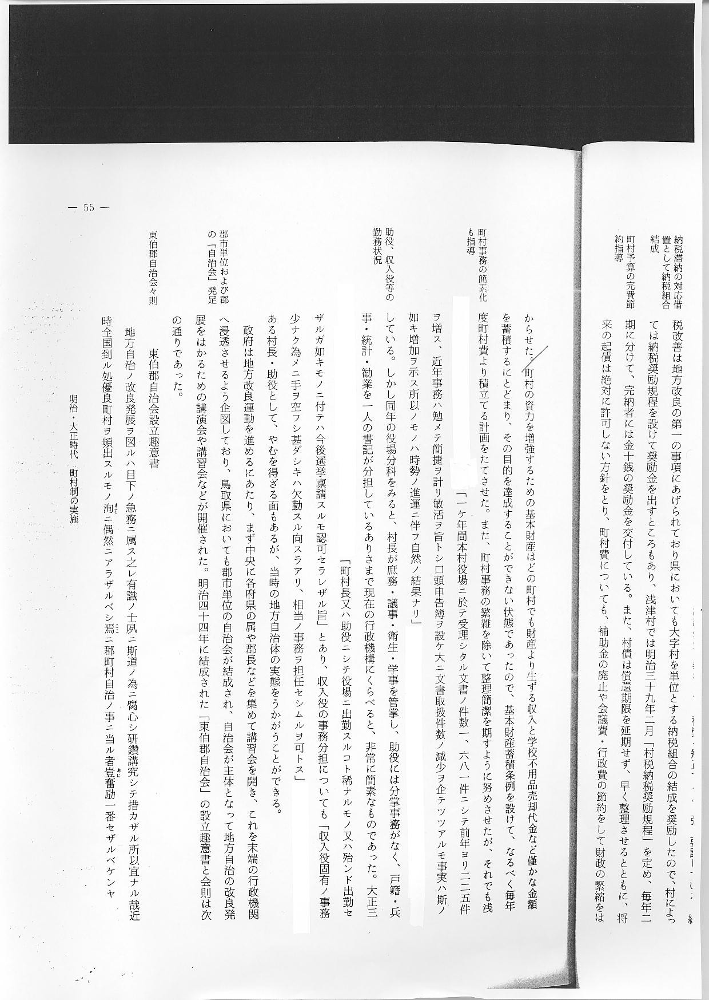 納税滞納の対応借
置として納税組合
結成
町村予算の完費節
約指導
税改善は地方改良の第一の事項にあげられており県においても大字村を単位とする納税組合の結成を奨励したので、村によっ
ては納税奨励規程を設けて奨励金を出すところもあり、浅津村では明治三十九年二月「村税納税奨励規程」を定め、毎年二
期に分けて、完納者には金十銭の奨励金を交付している。また、村債は償還期限を延期せず、早く整理させるとともに、将
来の起債は絶対に許可しない方針をとり、町村費についても、補助金の廃止や会議費・行政費の節約をして財政の緊縮をは
からせた。町村の資力を増強するための基本財産はどの町村でも財産より生ずる収入と学校不用品売却代金など僅かな金額
を蓄積するにとどまり、その目的を達成することができない状態であったので、基本財産蓄積条例を設けて、なるべく毎年
町村事務の簡素化
も指導
度町村費より積立てる計画をたてさせた。また、町村事務の繁雑を除いて整理簡潔を期すように努めさせたが、それでも浅
「一ケ年間本村役場ニ於テ受理シタル文書ノ件数一、六八一件ニシテ前年ヨリ二二五件
ヲ増ス、近年事務ハ勉メテ簡捷ヲ計リ敏活ヲ旨トシ口頭申告簿ヲ設ケ大ニ文書取扱件数ノ減少ヲ企テツツアルモ事実ハ斯ノ
如キ増加ヲ示ス所以ノモノハ時勢ノ進運ニ伴フ自然ノ結果ナリ」
助役、収入役等の
勤務状況
している。しかし同年の役場分科をみると、村長が庶務・議事・衛生・学事を管掌し、助役には分掌事務がなく、戸籍・兵
事・統計・勧業を一人の書記が分担しているありさまで現在の行政機構にくらべると、非常に簡素なものであった。大正三
「町村長又ハ助役ニシテ役場ニ出勤スルコト稀ナルモノ又ハ殆ンド出勤セ
ザルガ如キモノニ付テハ今後選挙禀請スルモ認可セラレザル旨」とあり、収入役の事務分担についても「収入役固有ノ事務
少ナク為メニ手ヲ空フシ甚ダシキハ欠勤スル向スラアリ、相当ノ事務ヲ担任セシムルヲ可トス」
ある村長・助役として、やむを得ざる面もあるが、当時の地方自治体の実態をうかがうことができる。
郡市単位および郡
の「自治会」発足
政府は地方改良運動を進めるにあたり、まず中央に各府県の属や郡長などを集めて講習会を開き、これを末端の行政機関
へ浸透させるよう企図しており、鳥取県においても郡市単位の自治会が結成され、自治会が主体となって地方自治の改良発
展をはかるための講演会や講習会などが開催された。明治四十四年に結成された「東伯郡自治会」の設立趣意書と会則は次
の通りであった。
東伯郡自治会々則
東伯郡自治会設立趣意書
地方自治ノ改良発展ヲ図ルハ目下ノ急務ニ属ス之レ有識ノ士夙ニ斯道ノ為ニ腐心シ研鑽講究シテ措カザル所以宜ナル哉近
時全国到ル処優良町村ヲ頻出スルモノ洵ニ偶然ニアラザルベシ焉ニ郡町村自治ノ事ニ当ル者豈奮励一番セザルベケンヤ
明治・大正時代 町村制の実施
― 55 ―